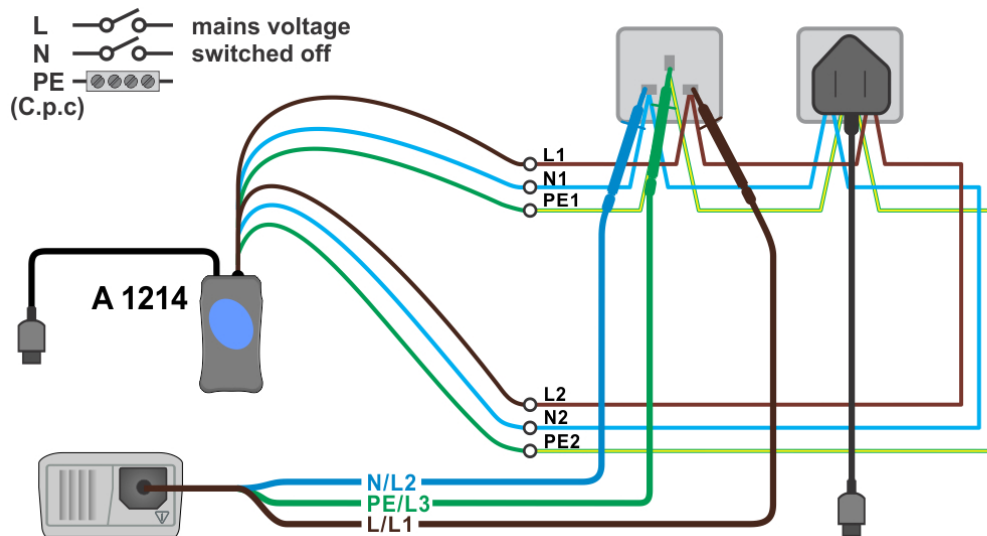 L mains voltage
N switched off
PE
(C.p.c)
L1
N1
PE1
A 1214
L2
N2
PE2
N/L2
PE/L3
L/L1